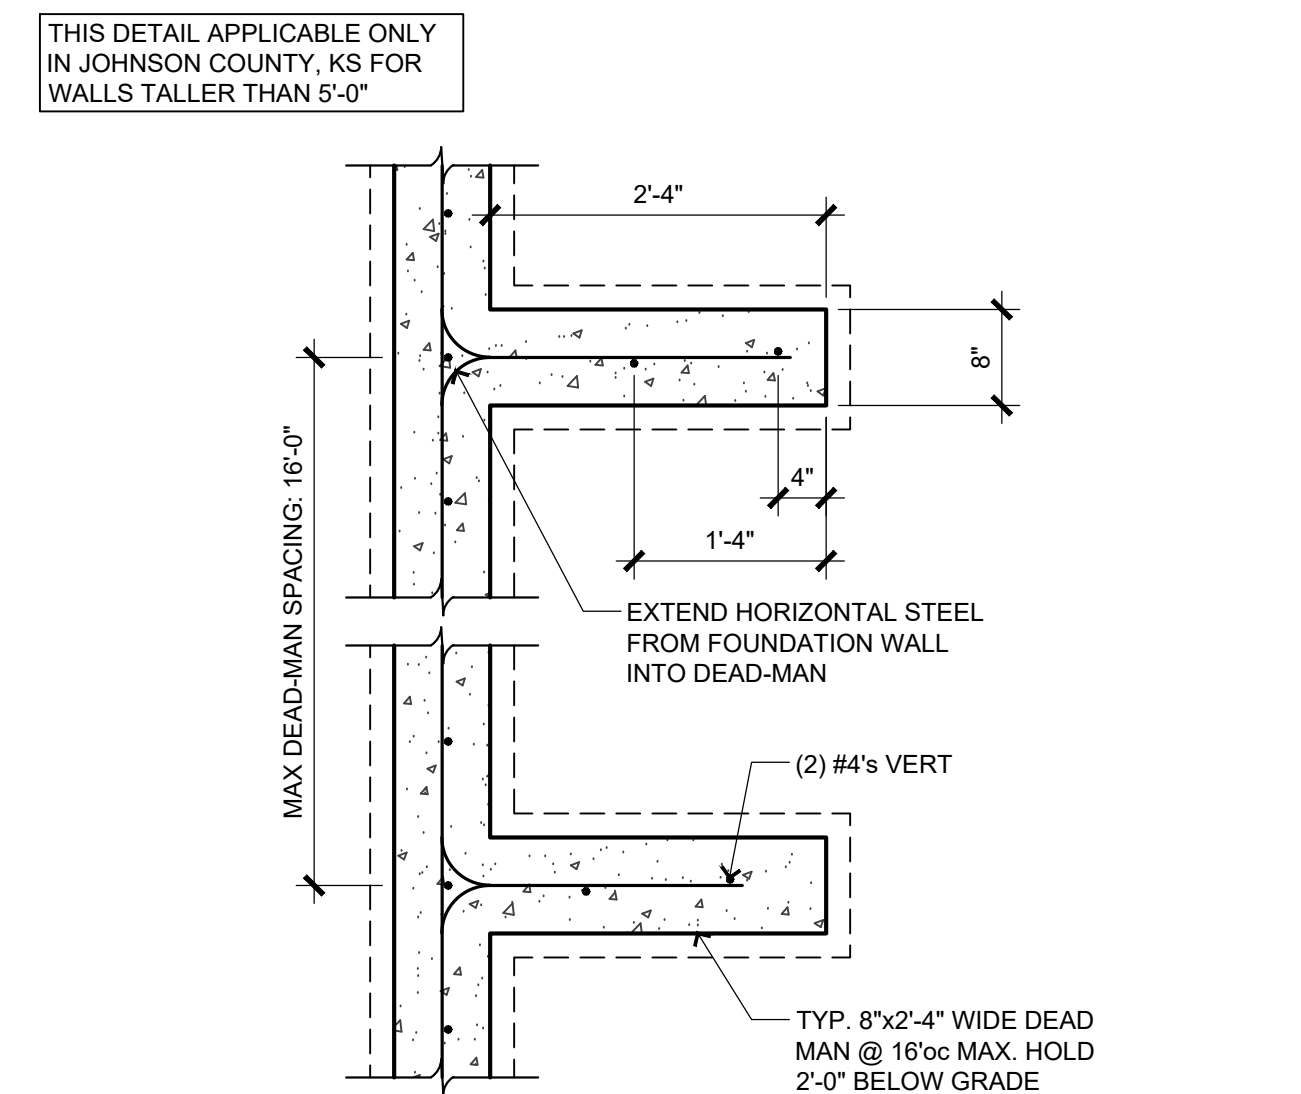 THIS DETAIL APPLICABLE ONLY
IN JOHNSON COUNTY, KS FOR
WALLS TALLER THAN 5'-0"
2'-4"
8"
4"
1'-4"
MAX DEAD-MAN SPACING: 16'-0"
EXTEND HORIZONTAL STEEL
FROM FOUNDATION WALL
INTO DEAD-MAN
(2) #4's VERT
TYP. 8"x2'-4" WIDE DEAD
MAN @ 16'oc MAX. HOLD
2'-0" BELOW GRADE